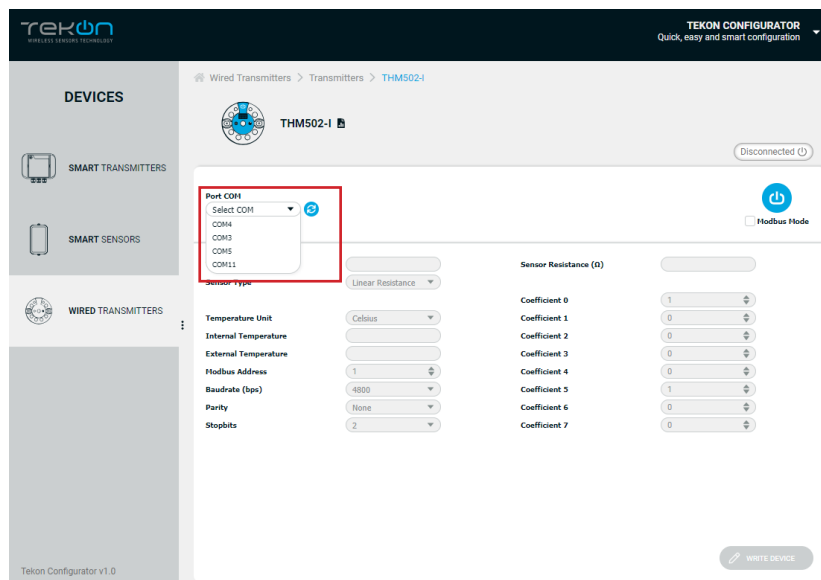 TEKON
WIRELESS SENSORS TECHNOLOGY
TEKON CONFIGURATOR
Quick, easy and smart configuration
DEVICES
SMART TRANSMITTERS
SMART SENSORS
WIRED TRANSMITTERS
Tekon Configurator v1.0
Wired Transmitters > Transmitters > THM502-I
THM502-I
Disconnected
Port COM
Select COM
COM4
COM3
COM5
COM11
Modbus Mode
Sensor Type Linear Resistance
Temperature Unit Celsius
Internal Temperature
External Temperature
Modbus Address 1
Baudrate (bps) 4800
Parity None
Stopbits 2
Sensor Resistance (Ω)
Coefficient 0 1
Coefficient 1 0
Coefficient 2 0
Coefficient 3 0
Coefficient 4 0
Coefficient 5 1
Coefficient 6 0
Coefficient 7 0
WRITE DEVICE